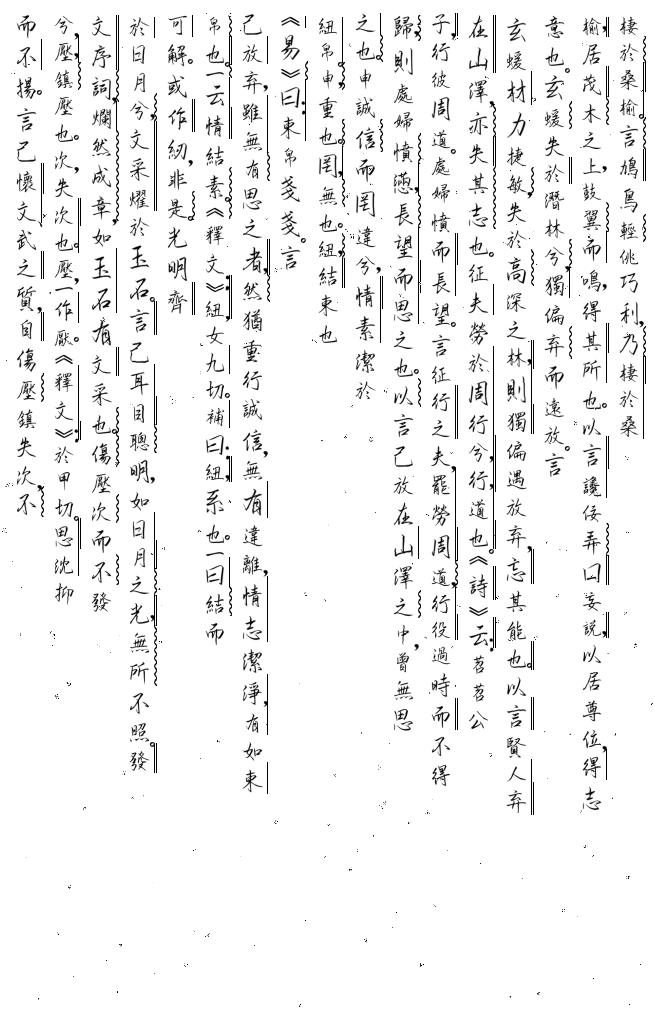 棲於桑榆。言鳩鳥輕佻巧利,乃棲於桑
榆,居茂木之上,鼓翼而鳴,得其所也。以言讒佞弄口妄說,以居尊位,得志
意也。玄蝯失於潛林兮,獨偏棄而遠放。言
玄蝯材力捷敏,失於高深之林,則獨偏遇放弃,忘其能也。以言賢人弃
在山澤,亦失其志也。征夫勞於周行兮,行,道也。《詩》云:苕苕公
子,行彼周道。處婦憤而長望。言征行之夫,罷勞周道,行役過時而不得
歸,則處婦憤懣,長望而思之也。以言己放在山澤之中,曾無思
之也。申誠信而罔違兮,情素潔於
紐帛。申,重也。罔,無也。紐,結束也
《易》曰:束帛戔戔。言
己放弃,雖無有思之者,然猶重行誠信,無有違離,情志潔淨,有如束
帛也。一云情結素。《釋文》:紐,女九切。補曰:紐,系也。一曰結而
可解。或作紉,非是。光明齊
於日月兮,文采燿於玉石。言己耳目聰明,如日月之光,無所不照。發
文序詞,爛然成章,如玉石有文采也。傷壓次而不發
兮,壓,鎮壓也。次,失次也。壓,一作厭。《釋文》:於甲切。思沈抑
而不揚。言己懷文武之質,自傷壓鎮失次,不